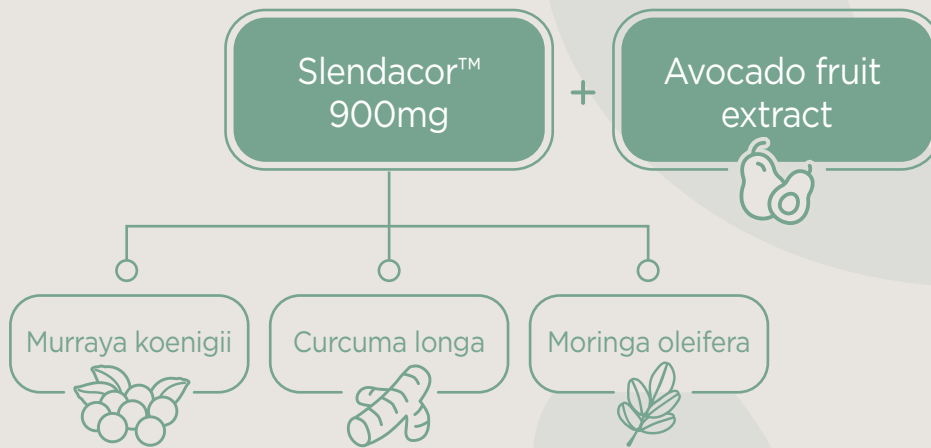 Slendacor™
900mg
+
Avocado fruit
extract
Murraya koenigii
Curcuma longa
Moringa oleifera